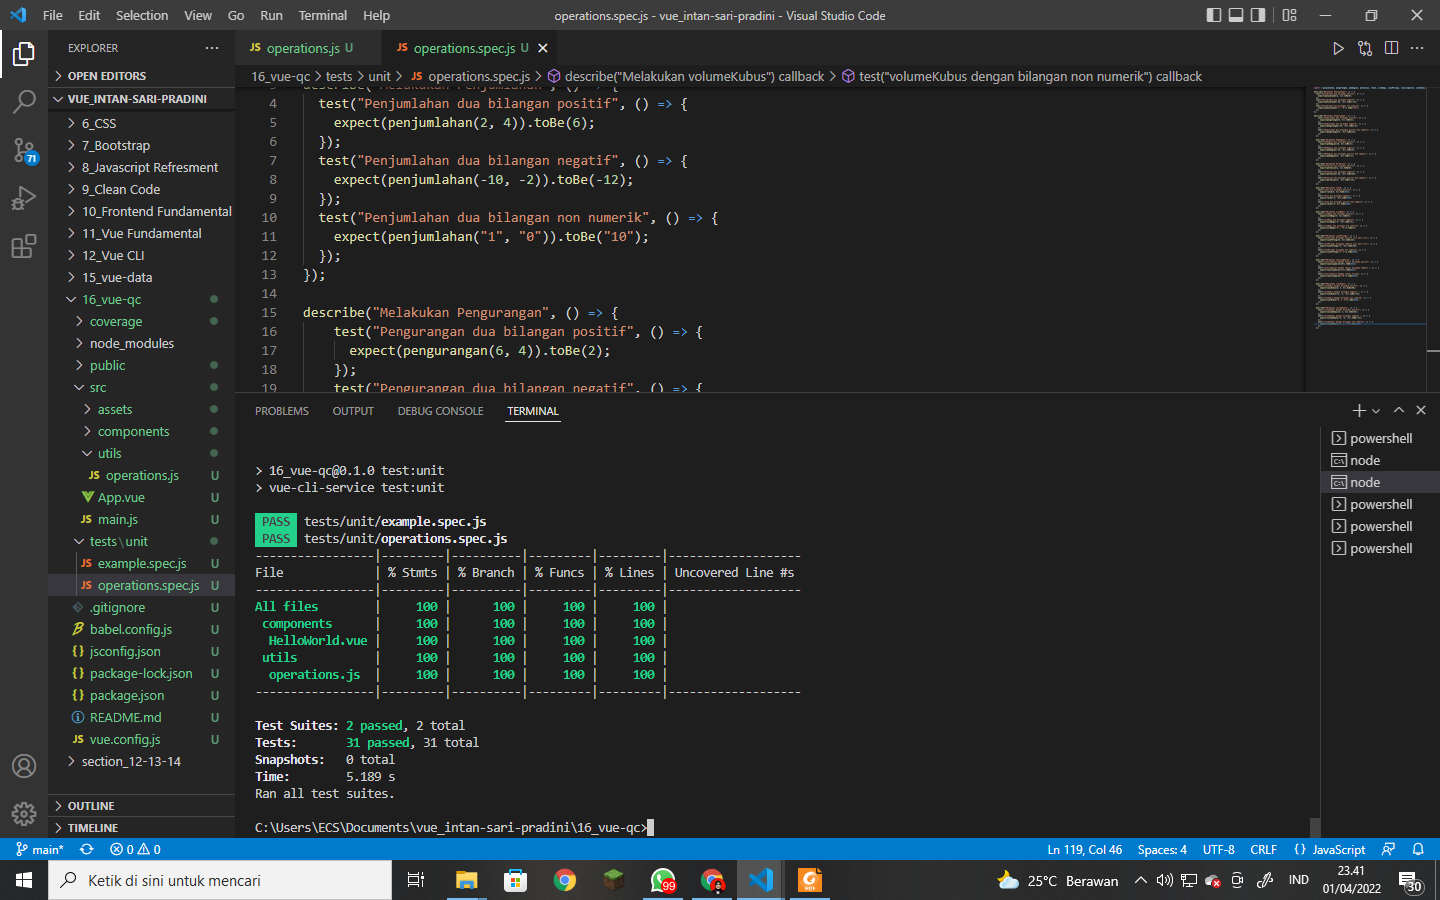 File Edit Selection View Go Run Terminal Help
operations.spec.js - vue_intan-sari-pradini - Visual Studio Code
EXPLORER
OPEN EDITORS
VUE_INTAN-SARI-PRADINI
6_CSS
7_Bootstrap
8_Javascript Refresment
9_Clean Code
10_Frontend Fundamental
11_Vue Fundamental
12_Vue CLI
15_vue-data
16_vue-qc
coverage
node_modules
public
src
assets
components
utils
JS operations.js U
App.vue U
JS main.js U
tests\unit
JS example.spec.js U
JS operations.spec.js U
.gitignore U
babel.config.js U
{} jsconfig.json U
{} package-lock.json U
{} package.json U
README.md U
JS vue.config.js U
section_12-13-14
OUTLINE
TIMELINE
71
JS operations.js U
JS operations.spec.js U
16_vue-qc > tests > unit > JS operations.spec.js > describe("Melakukan volumeKubus") callback > test("volumeKubus dengan bilangan non numerik") callback
3 describe("Melakukan Penjumlahan", () => {
4 test("Penjumlahan dua bilangan positif", () => {
5 expect(penjumlahan(2, 4)).toBe(6);
6 });
7 test("Penjumlahan dua bilangan negatif", () => {
8 expect(penjumlahan(-10, -2)).toBe(-12);
9 });
10 test("Penjumlahan dua bilangan non numerik", () => {
11 expect(penjumlahan("1", "0")).toBe("10");
12 });
13 });
14
15 describe("Melakukan Pengurangan", () => {
16 test("Pengurangan dua bilangan positif", () => {
17 expect(pengurangan(6, 4)).toBe(2);
18 });
19 test("Pengurangan dua bilangan negatif", () => {
PROBLEMS OUTPUT DEBUG CONSOLE TERMINAL
> 16_vue-qc@0.1.0 test:unit
> vue-cli-service test:unit
PASS tests/unit/example.spec.js
PASS tests/unit/operations.spec.js
-----------------|---------|----------|---------|---------|-------------------
File | % Stmts | % Branch | % Funcs | % Lines | Uncovered Line #s
-----------------|---------|----------|---------|---------|-------------------
All files | 100 | 100 | 100 | 100 |
components | 100 | 100 | 100 | 100 |
HelloWorld.vue | 100 | 100 | 100 | 100 |
utils | 100 | 100 | 100 | 100 |
operations.js | 100 | 100 | 100 | 100 |
-----------------|---------|----------|---------|---------|-------------------
Test Suites: 2 passed, 2 total
Tests: 31 passed, 31 total
Snapshots: 0 total
Time: 5.189 s
Ran all test suites.
C:\Users\ECS\Documents\vue_intan-sari-pradini\16_vue-qc>
powershell
node
node
powershell
powershell
powershell
main* 0 0
Ln 119, Col 46 Spaces: 4 UTF-8 CRLF {} JavaScript
Ketik di sini untuk mencari
99
25°C Berawan
IND
23.41
01/04/2022
30